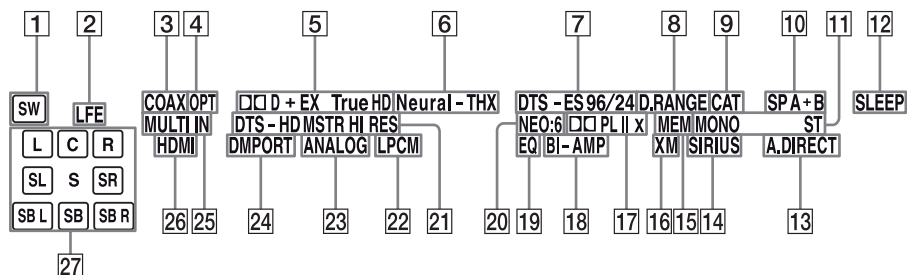 1 2 3 4 5 6 7 8 9 10 11 12
SW LFE COAX OPT D + EX True HD Neural - THX DTS - ES 96/24 D.RANGE CAT SP A + B SLEEP
MULTI IN DTS - HD MSTR HI RES NEO:6 PL II x MEM MONO ST
L C R HDMI DMPORT ANALOG LPCM EQ BI - AMP XM SIRIUS A.DIRECT
SL S SR
SB L SB SB R
26 25 24 23 22 21 20 19 18 17 16 15 14 13
27